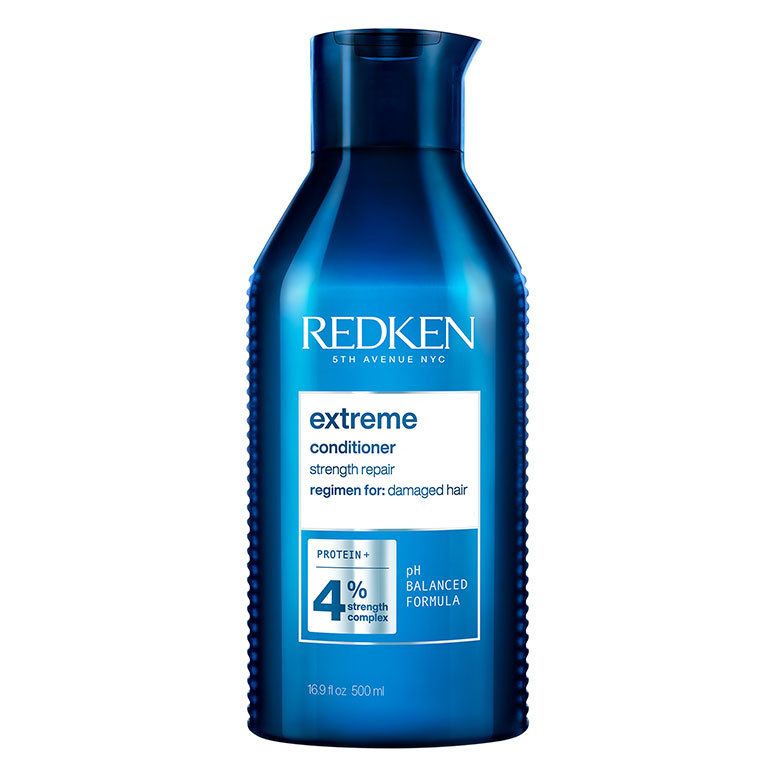 REDKEN
5TH AVENUE NYC
extreme
conditioner
strength repair
regimen for: damaged hair
PROTEIN +
4%
strength
complex
pH
BALANCED
FORMULA
16.9 fl oz 500 ml